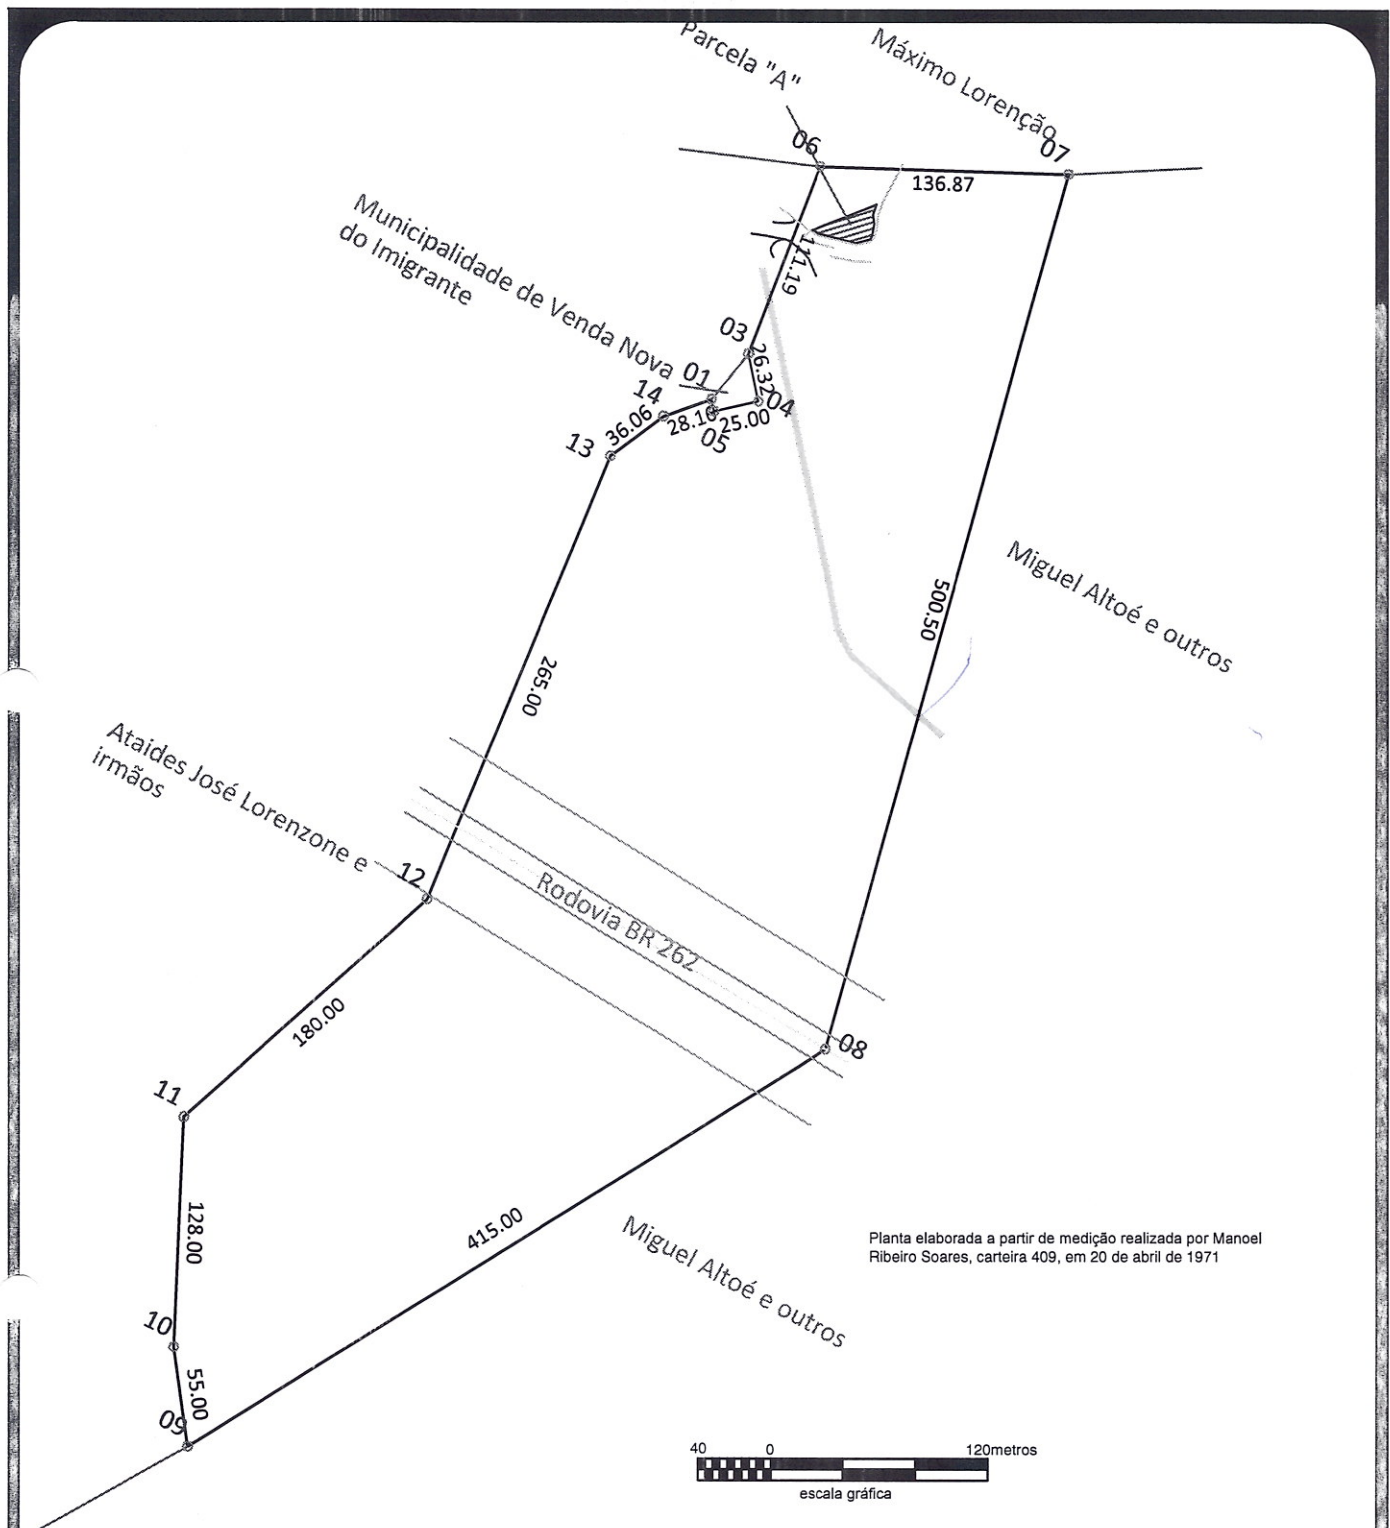 Parcela "A"
Máximo Lorenção
06
07
136.87
Municipalidade de Venda Nova
do Imigrante
111.19
03
26.32
01
14
04
28.16
25.00
36.06
05
13
Miguel Altoé e outros
500.50
265.00
Ataides José Lorenzone e
irmãos
12
Rodovia BR 262
180.00
08
11
128.00
415.00
Miguel Altoé e outros
Planta elaborada a partir de medição realizada por Manoel
Ribeiro Soares, carteira 409, em 20 de abril de 1971
10
55.00
09
40 0 120metros
escala gráfica